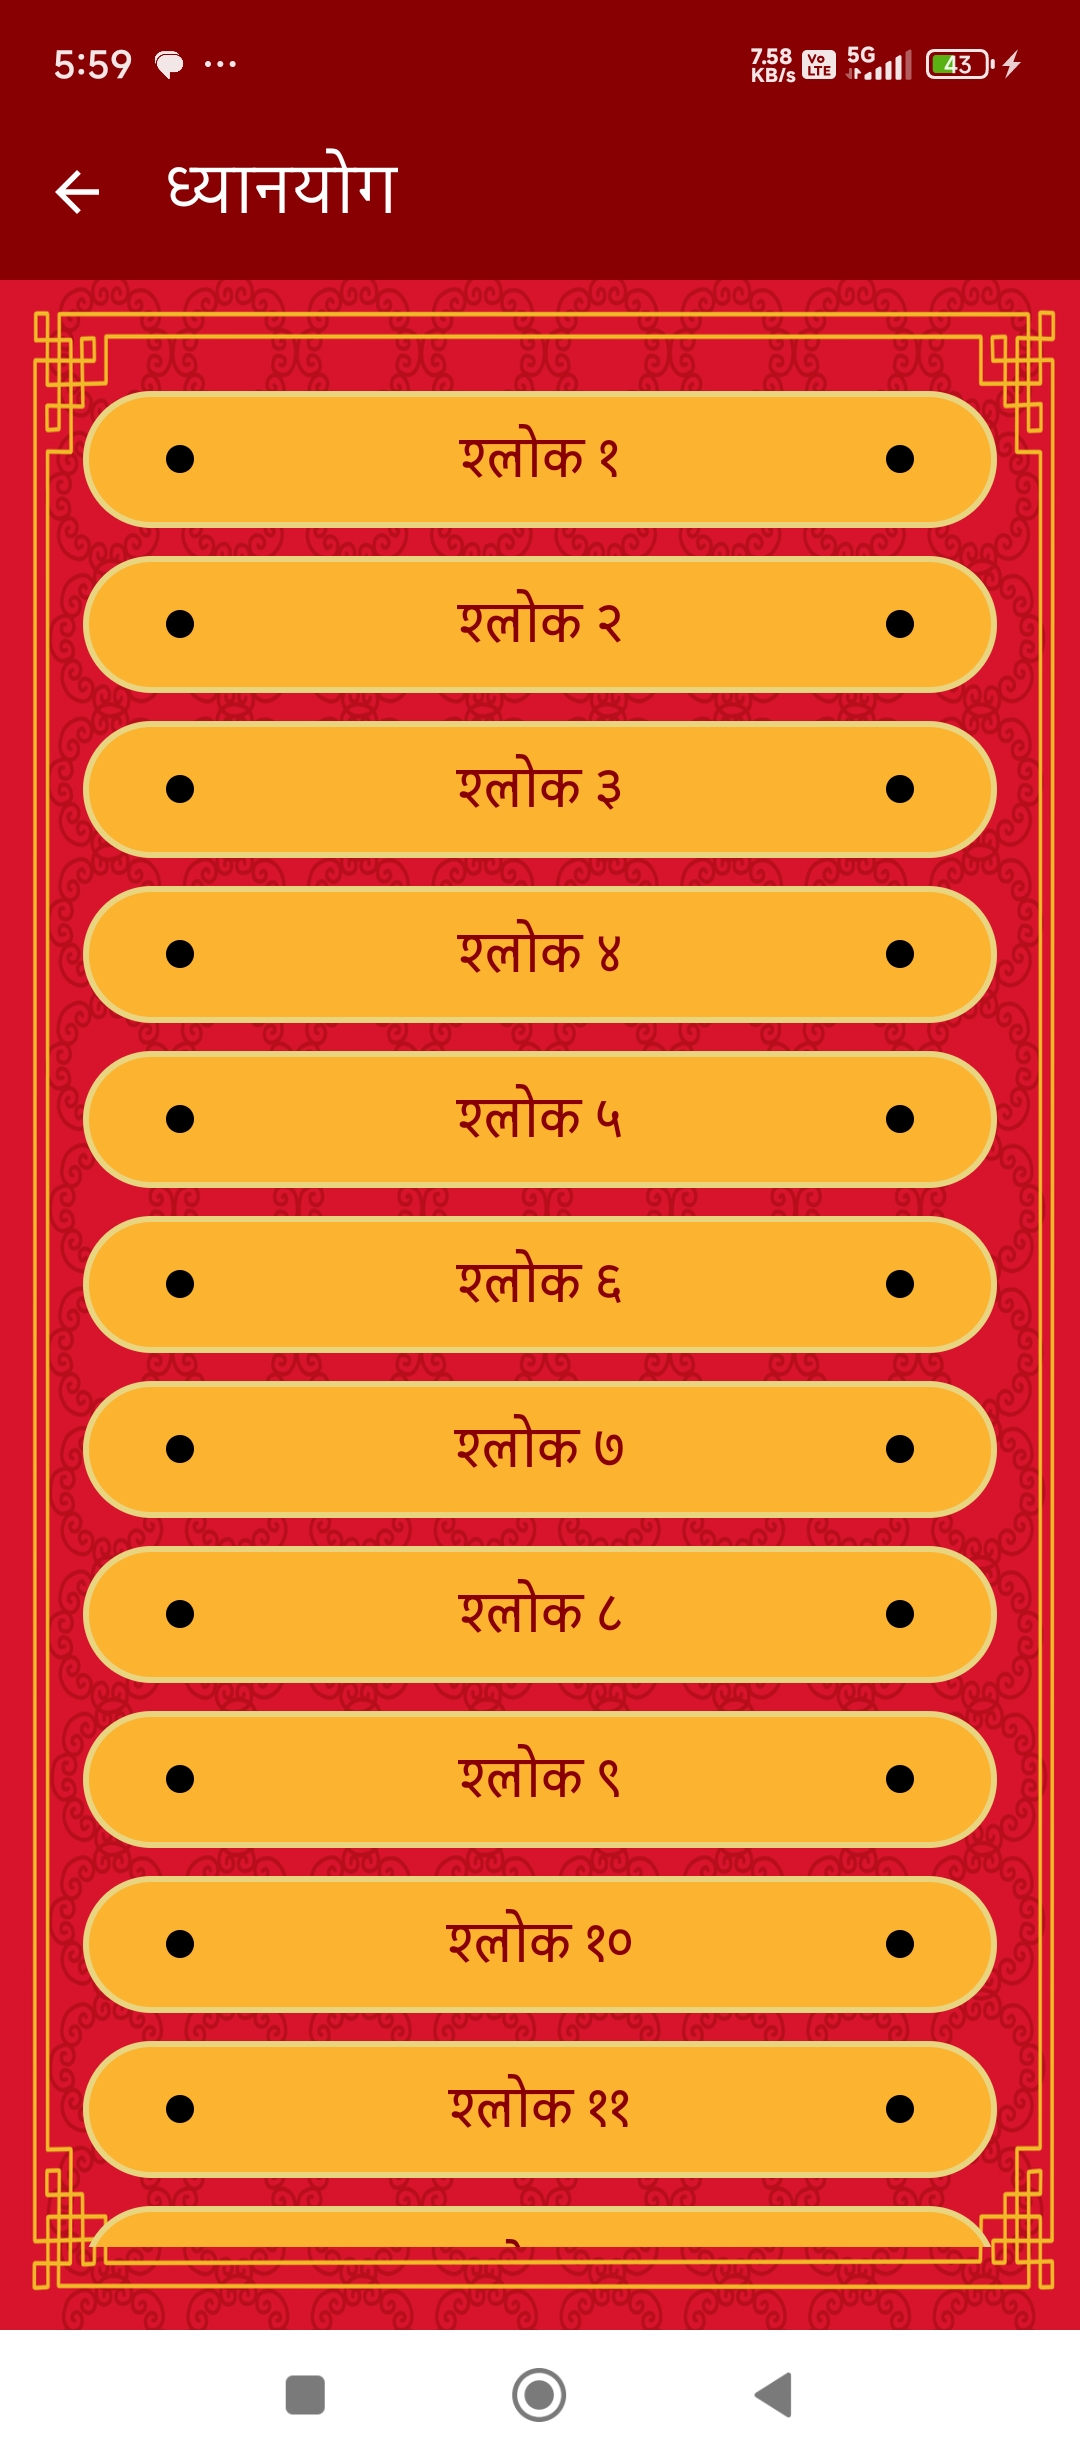 5:59 ... 7.58 KB/s Vo LTE 5G 43
ध्यानयोग
श्लोक १
श्लोक २
श्लोक ३
श्लोक ४
श्लोक ५
श्लोक ६
श्लोक ७
श्लोक ८
श्लोक ९
श्लोक १०
श्लोक ११